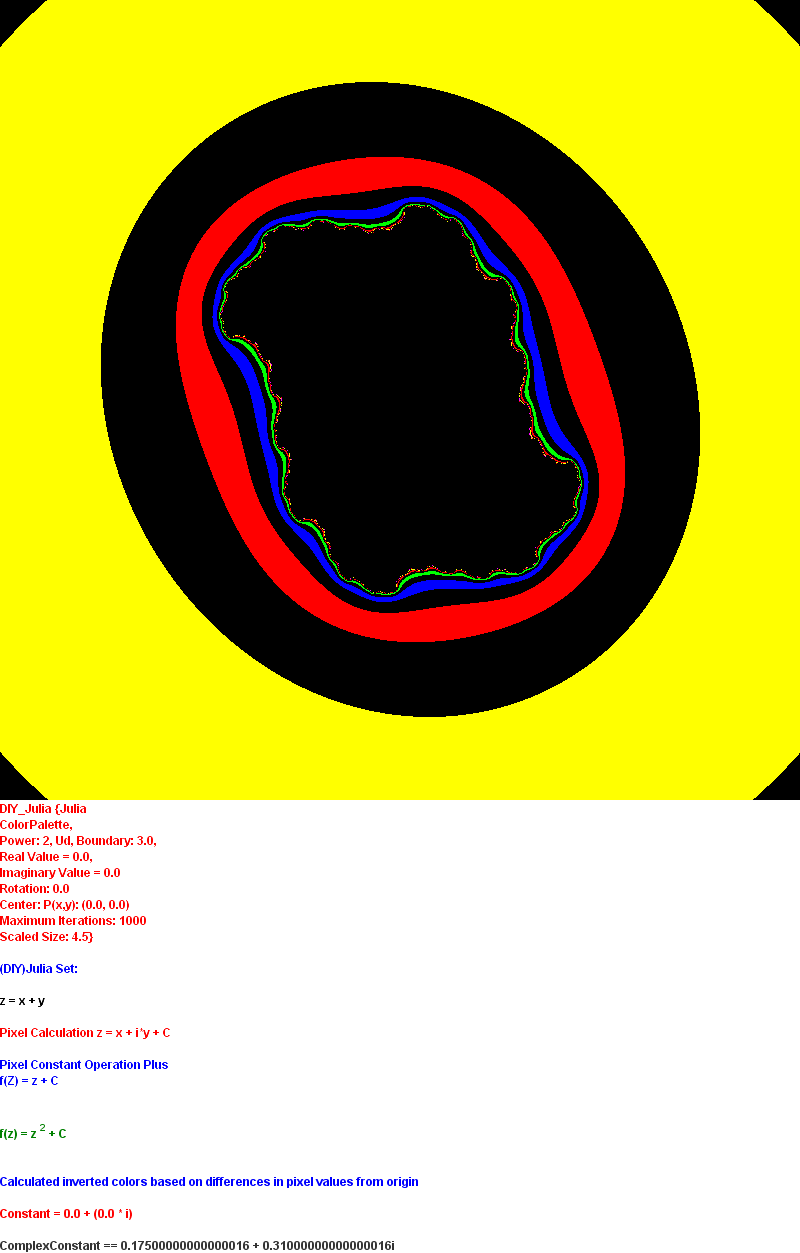 DIY_Julia {Julia
ColorPalette,
Power: 2, Ud, Boundary: 3.0,
Real Value = 0.0,
Imaginary Value = 0.0
Rotation: 0.0
Center: P(x,y): (0.0, 0.0)
Maximum Iterations: 1000
Scaled Size: 4.5}
(DIY)Julia Set:
z = x + y
Pixel Calculation z = x + i*y + C
Pixel Constant Operation Plus
f(Z) = z + C
f(z) = z 2 + C
Calculated inverted colors based on differences in pixel values from origin
Constant = 0.0 + (0.0 * i)
ComplexConstant == 0.17500000000000016 + 0.31000000000000016i